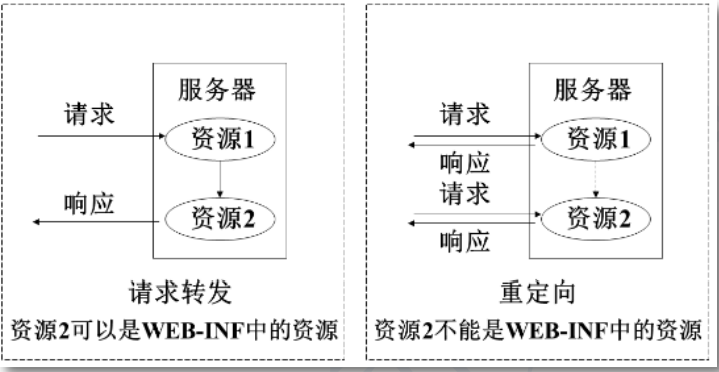 服务器
请求
资源1
响应
资源2
请求转发
资源2可以是WEB-INF中的资源
服务器
请求
资源1
响应
请求
资源2
响应
重定向
资源2不能是WEB-INF中的资源